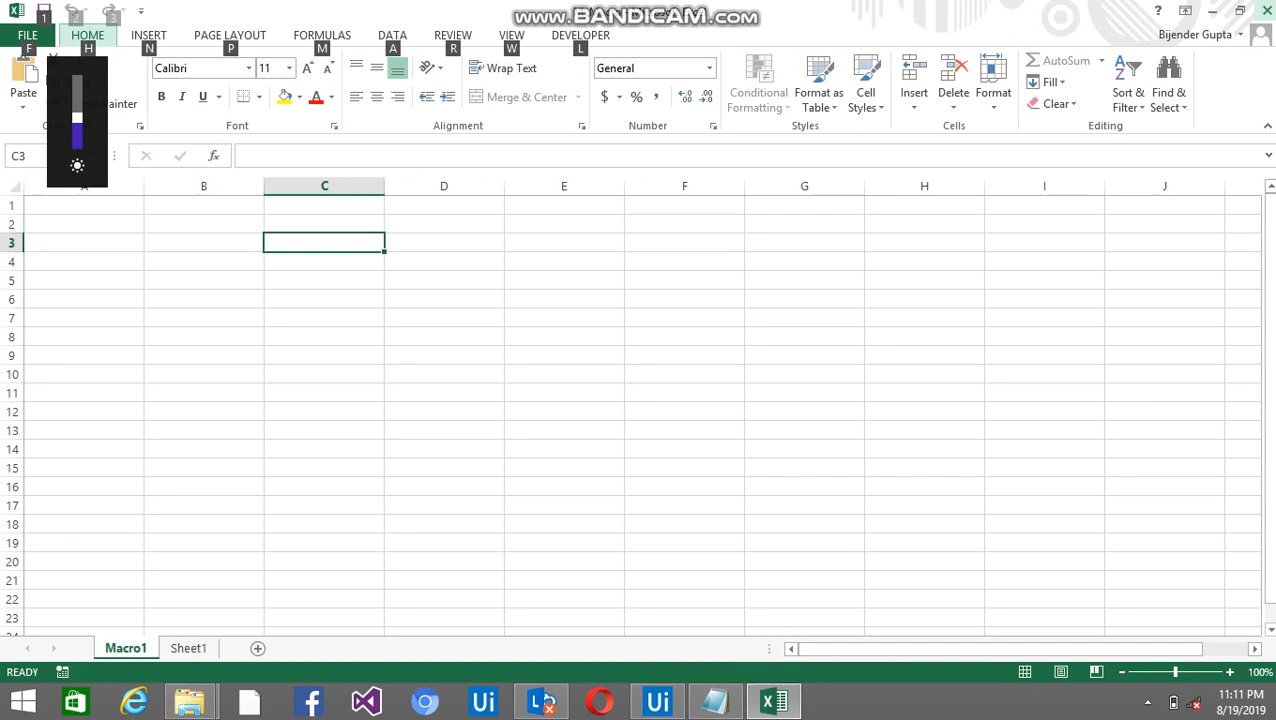 www.BANDICAM.com
1
FILE HOME INSERT PAGE LAYOUT FORMULAS DATA REVIEW VIEW DEVELOPER Bijender Gupta
F H N P M A R W L
Calibri 11 Wrap Text General AutoSum
Fill
Paste Merge & Center $ % , Conditional Formatting Format as Table Cell Styles Insert Delete Format Clear Sort & Filter Find & Select
Font Alignment Number Styles Cells Editing
C3 fx
B C D E F G H I J
1
2
3
4
5
6
7
8
9
10
11
12
13
14
15
16
17
18
19
20
21
22
23
Macro1 Sheet1
READY 100%
11:11 PM
8/19/2019